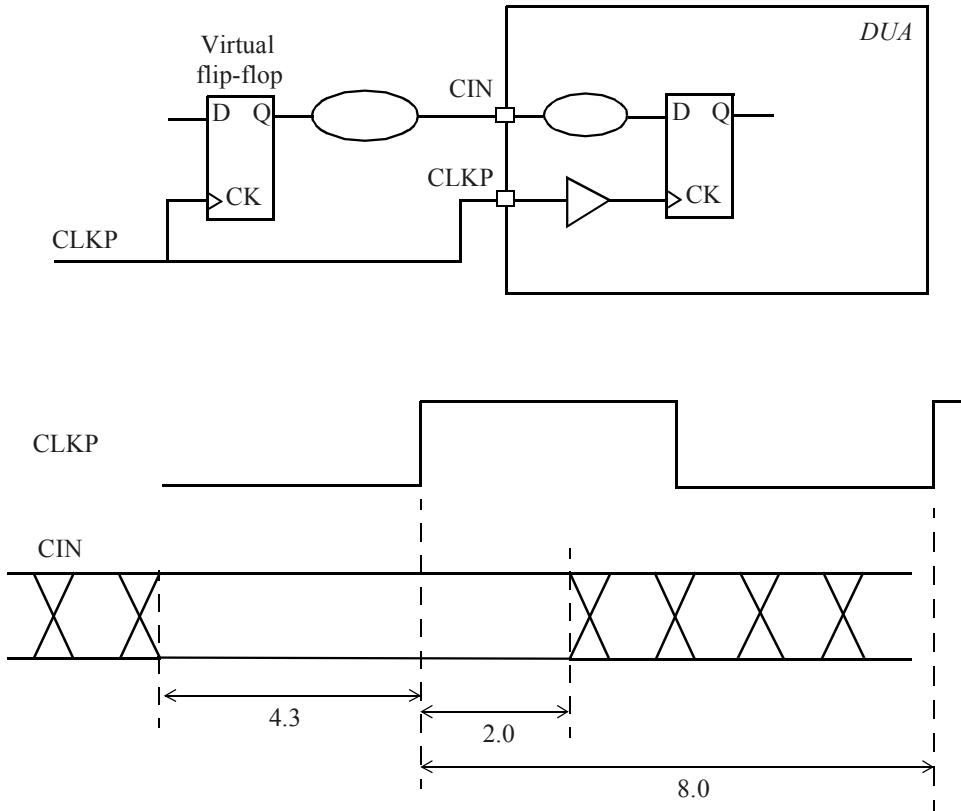 DUA
Virtual
flip-flop
CIN
D Q
D Q
CLKP
CK
CK
CLKP
CLKP
CIN
4.3
2.0
8.0